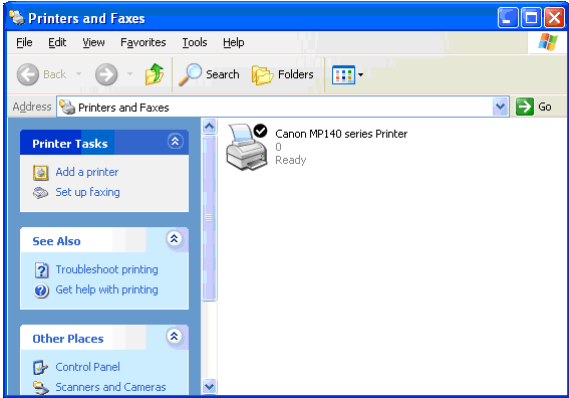 Printers and Faxes
File Edit View Favorites Tools Help
Back Search Folders
Address Printers and Faxes Go
Printer Tasks
Add a printer
Set up faxing
See Also
Troubleshoot printing
Get help with printing
Other Places
Control Panel
Scanners and Cameras
Canon MP140 series Printer
0
Ready